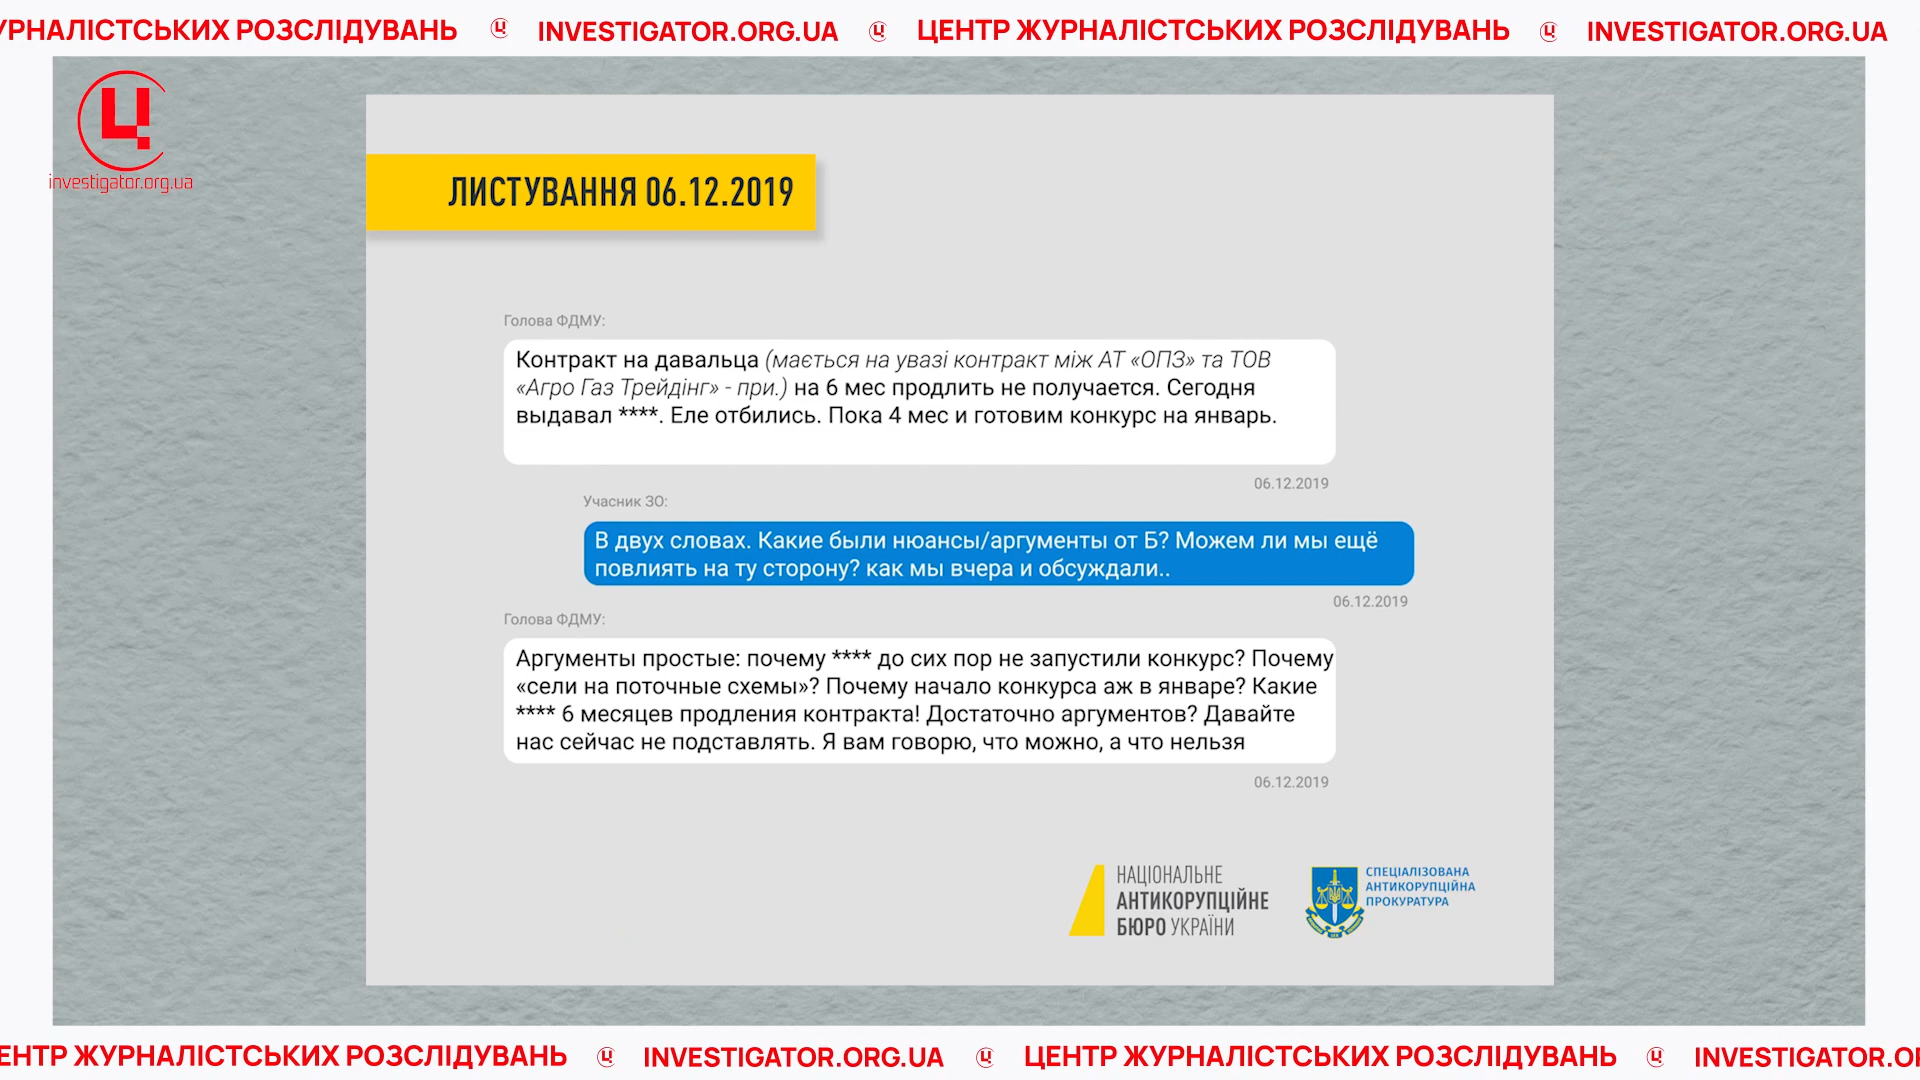 УРНАЛІСТСЬКИХ РОЗСЛІДУВАНЬ Ц INVESTIGATOR.ORG.UA Ц ЦЕНТР ЖУРНАЛІСТСЬКИХ РОЗСЛІДУВАНЬ Ц INVESTIGATOR.ORG.UA
Ц
investigator.org.ua
ЛИСТУВАННЯ 06.12.2019
Голова ФДМУ:
Контракт на давальца (мається на увазі контракт між АТ «ОПЗ» та ТОВ
«Агро Газ Трейдінг» - при.) на 6 мес продлить не получается. Сегодня
выдавал ****. Еле отбились. Пока 4 мес и готовим конкурс на январь.
06.12.2019
Учасник ЗО:
В двух словах. Какие были нюансы/аргументы от Б? Можем ли мы ещё
повлиять на ту сторону? как мы вчера и обсуждали..
06.12.2019
Голова ФДМУ:
Аргументы простые: почему **** до сих пор не запустили конкурс? Почему
«сели на поточные схемы»? Почему начало конкурса аж в январе? Какие
**** 6 месяцев продления контракта! Достаточно аргументов? Давайте
нас сейчас не подставлять. Я вам говорю, что можно, а что нельзя
06.12.2019
НАЦІОНАЛЬНЕ
АНТИКОРУПЦІЙНЕ
БЮРО УКРАЇНИ
СПЕЦІАЛІЗОВАНА
АНТИКОРУПЦІЙНА
ПРОКУРАТУРА
ЕНТР ЖУРНАЛІСТСЬКИХ РОЗСЛІДУВАНЬ Ц INVESTIGATOR.ORG.UA Ц ЦЕНТР ЖУРНАЛІСТСЬКИХ РОЗСЛІДУВАНЬ Ц INVESTIGATOR.O